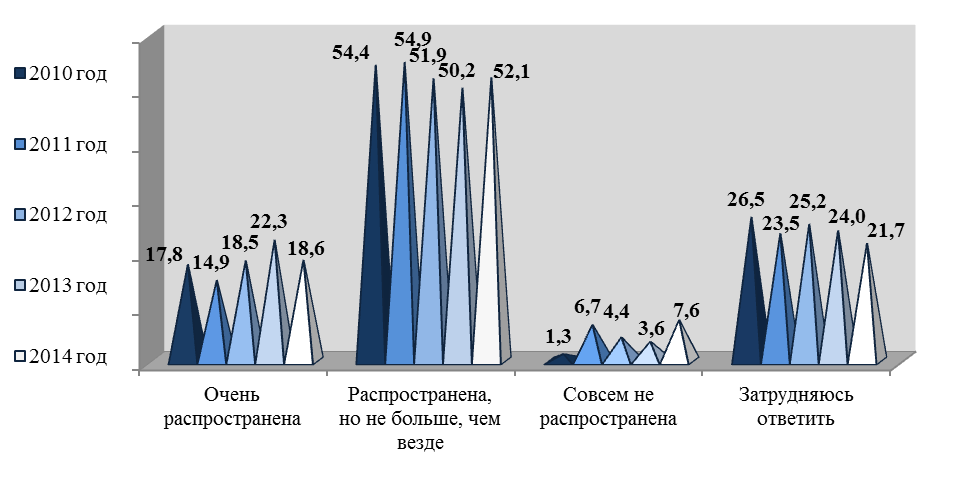 2010 год
2011 год
2012 год
2013 год
2014 год
17,8
14,9
18,5
22,3
18,6
54,4
54,9
51,9
50,2
52,1
1,3
6,7
4,4
3,6
7,6
26,5
23,5
25,2
24,0
21,7
Очень
распространена
Распространена,
но не больше, чем
везде
Совсем не
распространена
Затрудняюсь
ответить